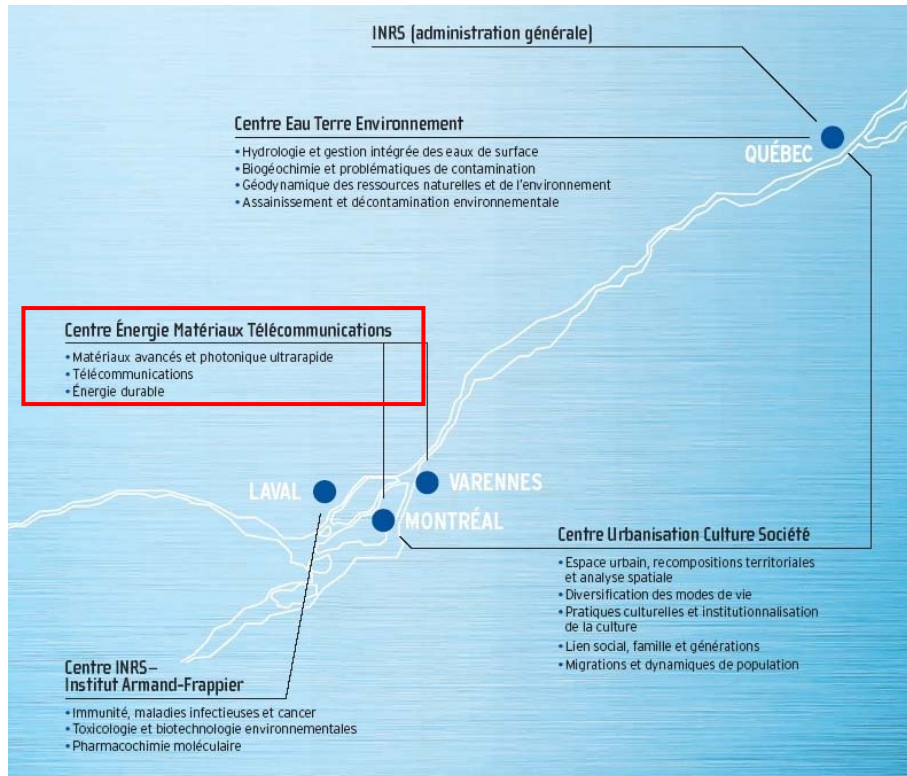 INRS (administration générale)
Centre Eau Terre Environnement
• Hydrologie et gestion intégrée des eaux de surface
• Biogéochimie et problématiques de contamination
• Géodynamique des ressources naturelles et de l'environnement
• Assainissement et décontamination environnementale
QUÉBEC
Centre Énergie Matériaux Télécommunications
• Matériaux avancés et photonique ultrarapide
• Télécommunications
• Énergie durable
LAVAL
VARENNES
MONTRÉAL
Centre Urbanisation Culture Société
• Espace urbain, recompositions territoriales
et analyse spatiale
• Diversification des modes de vie
• Pratiques culturelles et institutionnalisation
de la culture
• Lien social, famille et générations
• Migrations et dynamiques de population
Centre INRS–
Institut Armand-Frappier
• Immunité, maladies infectieuses et cancer
• Toxicologie et biotechnologie environnementales
• Pharmacochimie moléculaire